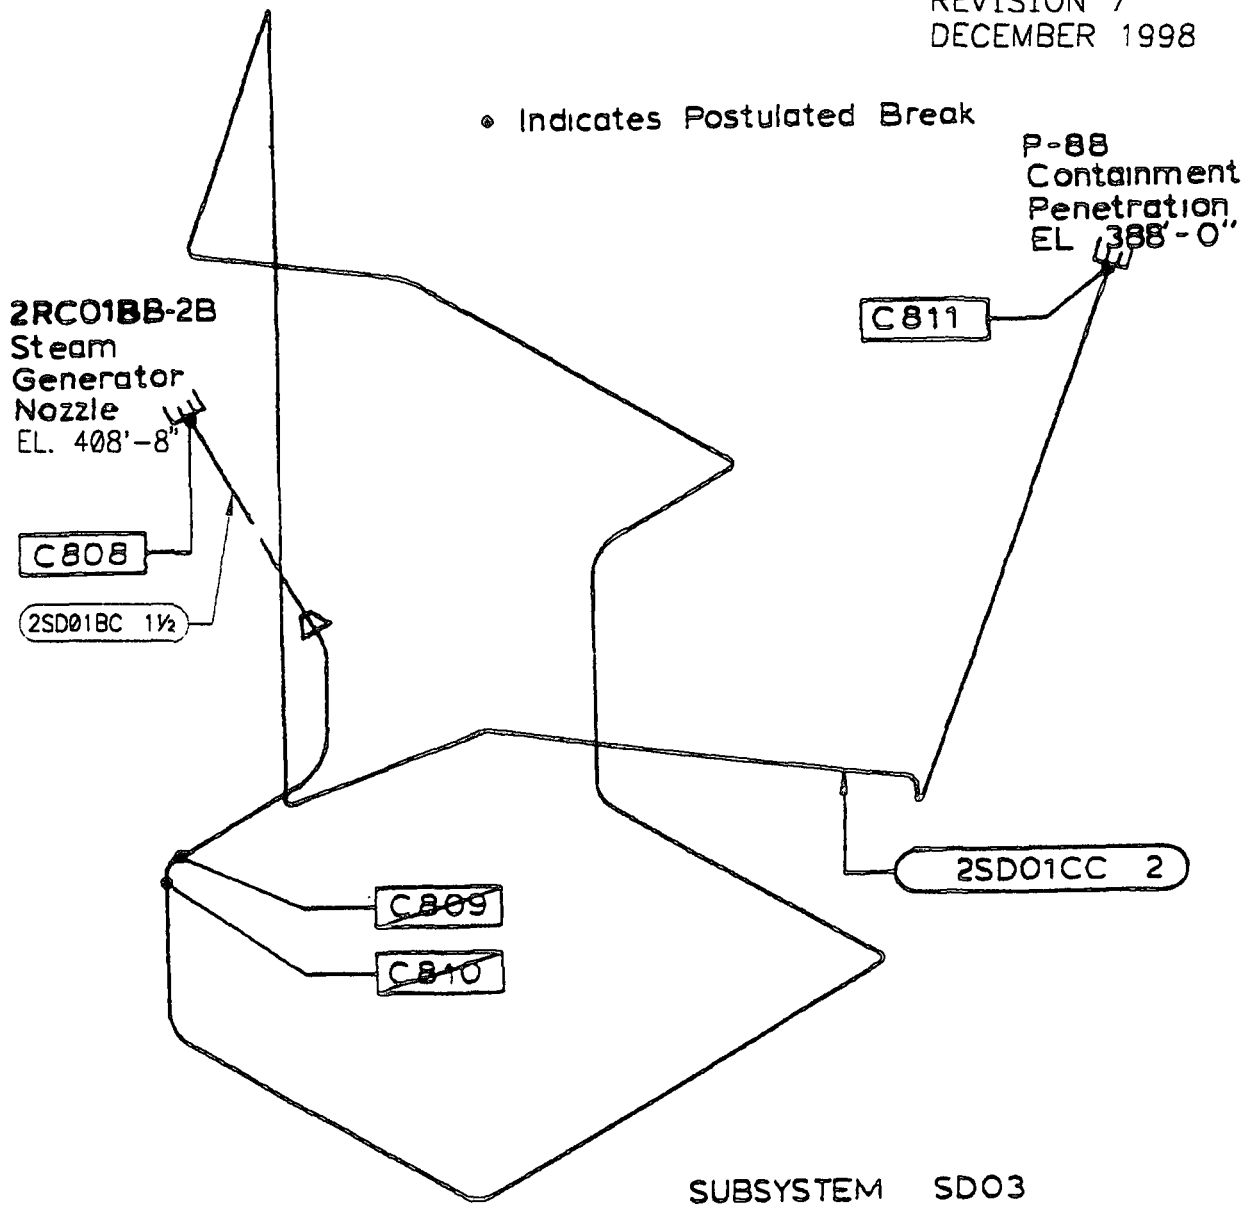 REVISION 7
DECEMBER 1998
Indicates Postulated Break
P-88
Containment
Penetration
EL 388'-0"
C811
2RC01BB-2B
Steam
Generator
Nozzle
EL. 408'-8"
C808
2SD01BC 1½
2SD01CC 2
C809
C810
SUBSYSTEM SD03